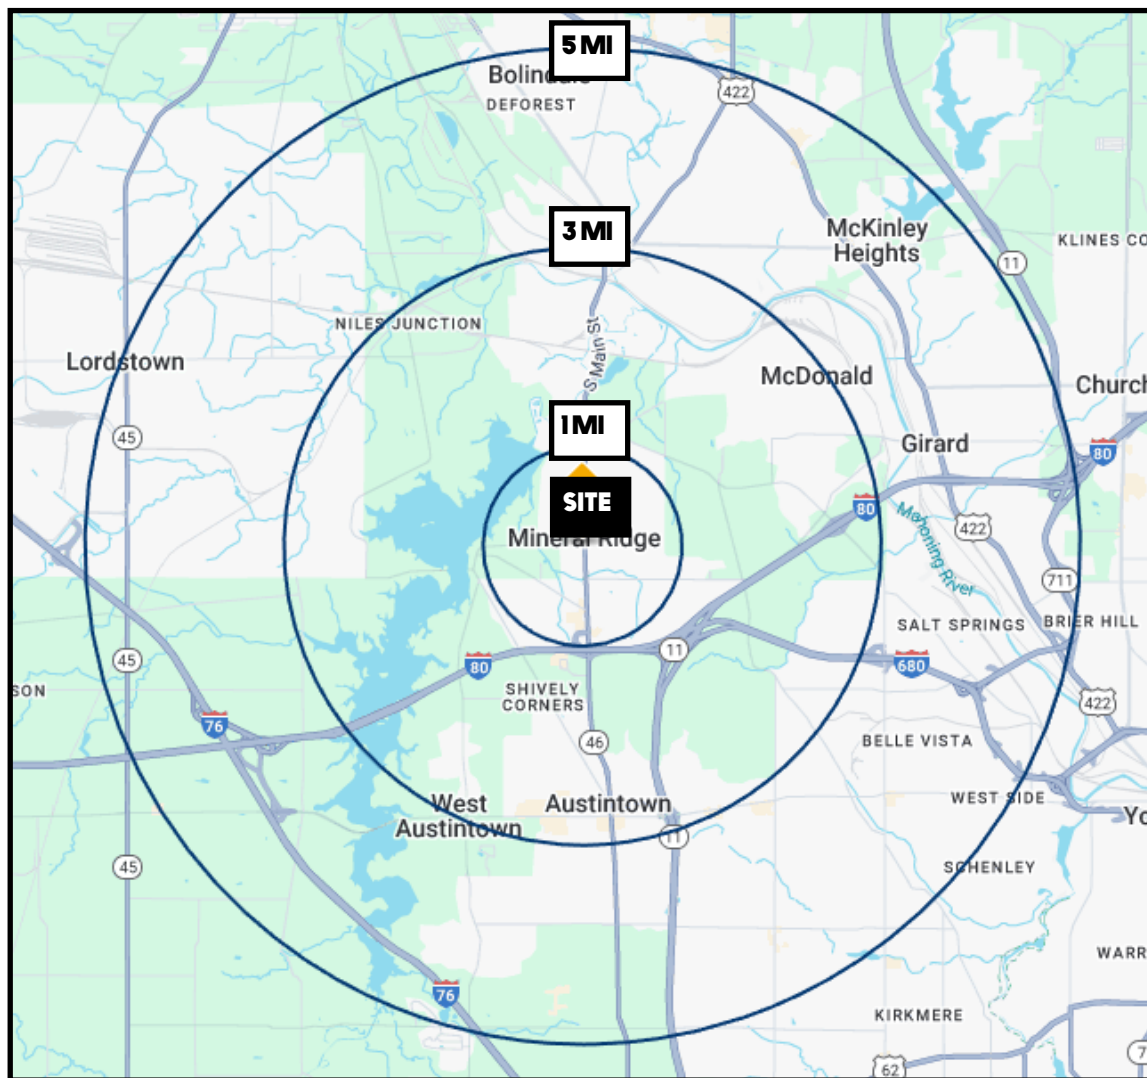 5 MI
DEFOREST
422
3 MI
McKinley
Heights
KLINES CO
11
NILES JUNCTION
S Main St
Lordstown
McDonald
Church
1 MI
45
Girard
80
SITE
80
422
Mahoning River
Mineral Ridge
711
SALT SPRINGS
BRIER HILL
11
45
80
680
SON
SHIVELY
CORNERS
422
76
46
BELLE VISTA
West
Austintown
Austintown
WEST SIDE
Yo
11
45
SCHENLEY
WARR
76
KIRKMERE
62
7